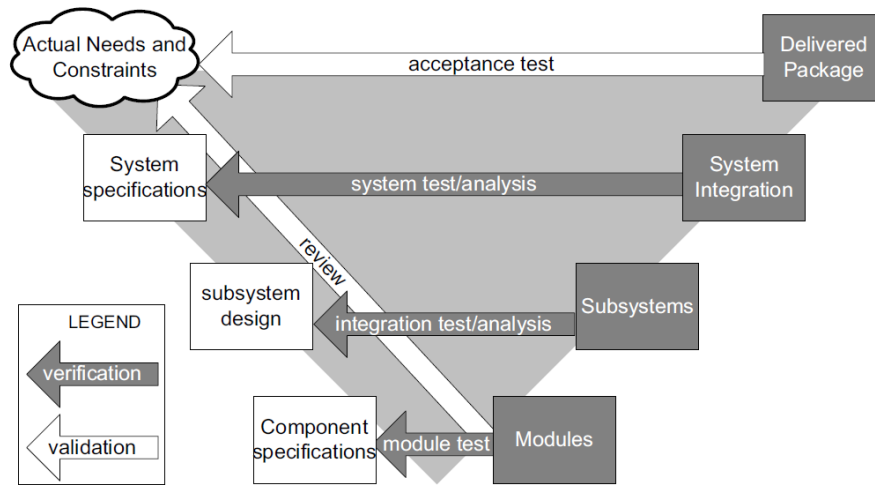 Actual Needs and
Constraints
acceptance test
Delivered
Package
System
specifications
system test/analysis
System
Integration
review
subsystem
design
integration test/analysis
Subsystems
LEGEND
verification
validation
Component
specifications
module test
Modules